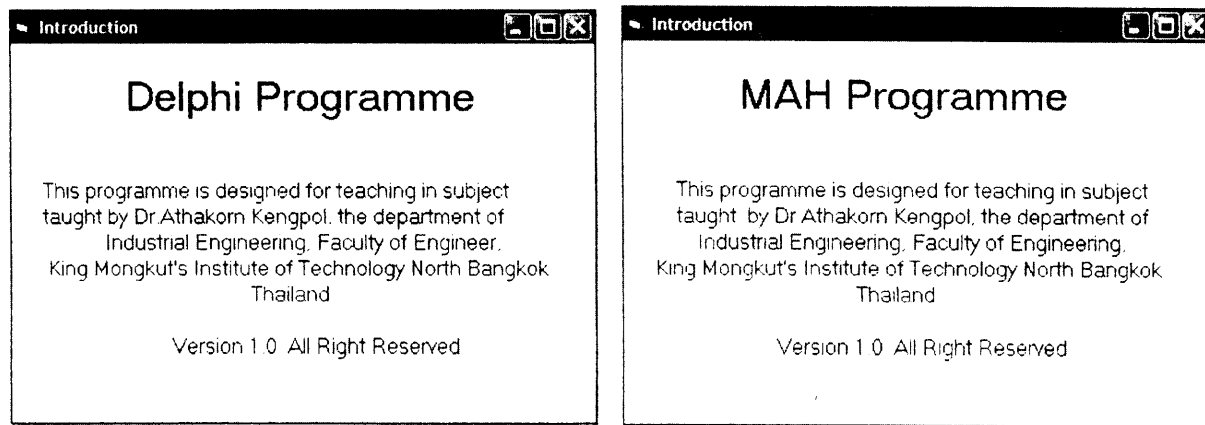 Introduction
Delphi Programme
This programme is designed for teaching in subject
taught by Dr.Athakorn Kengpol, the department of
Industrial Engineering, Faculty of Engineer,
King Mongkut's Institute of Technology North Bangkok
Thailand
Version 1.0 All Right Reserved
Introduction
MAH Programme
This programme is designed for teaching in subject
taught by Dr.Athakorn Kengpol, the department of
Industrial Engineering, Faculty of Engineering,
King Mongkut's Institute of Technology North Bangkok
Thailand
Version 1.0 All Right Reserved